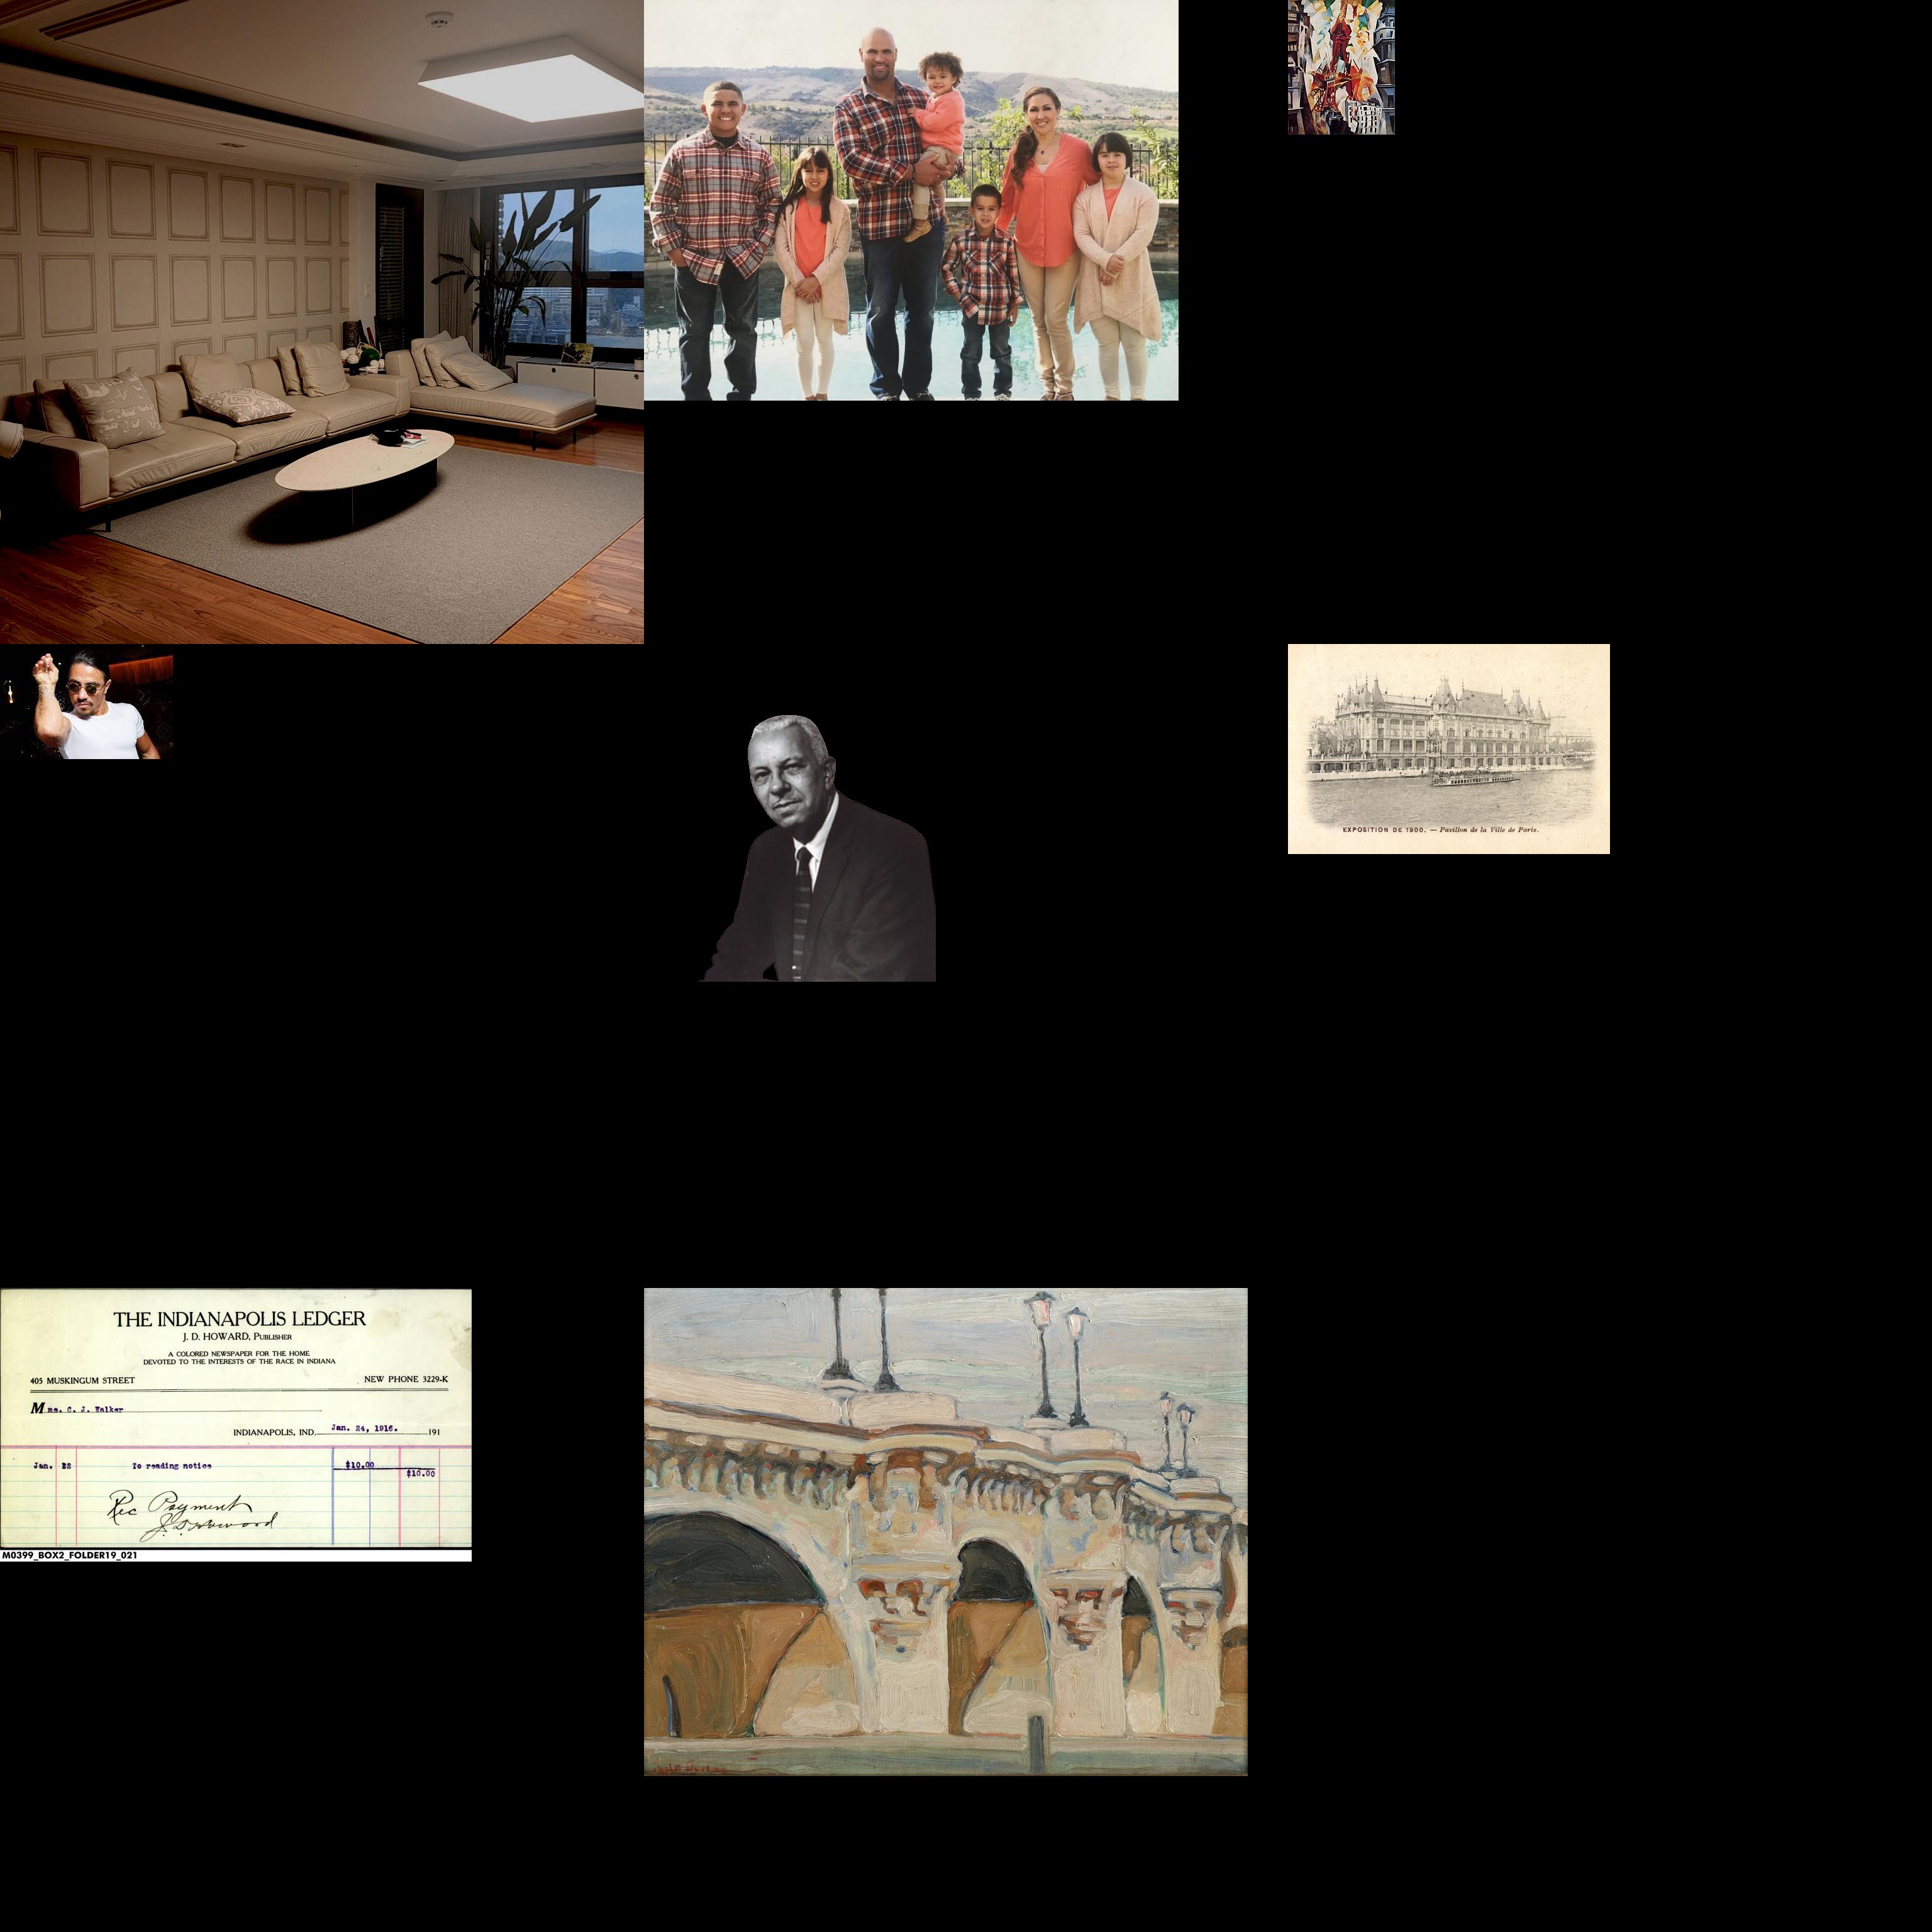 EXPOSITION DE 1900. — Pavillon de la Ville de Paris.
THE INDIANAPOLIS LEDGER
J. D. HOWARD, PUBLISHER
A COLORED NEWSPAPER FOR THE HOME
DEVOTED TO THE INTERESTS OF THE RACE IN INDIANA
405 MUSKINGUM STREET NEW PHONE 3229-K
Mme. C. J. Walker
INDIANAPOLIS, IND. Jan. 24, 1916. 191
Jan. 22 To reading notice $10.00
$10.00
Rec Payment
J. D. Howard
M0399_BOX2_FOLDER19_021